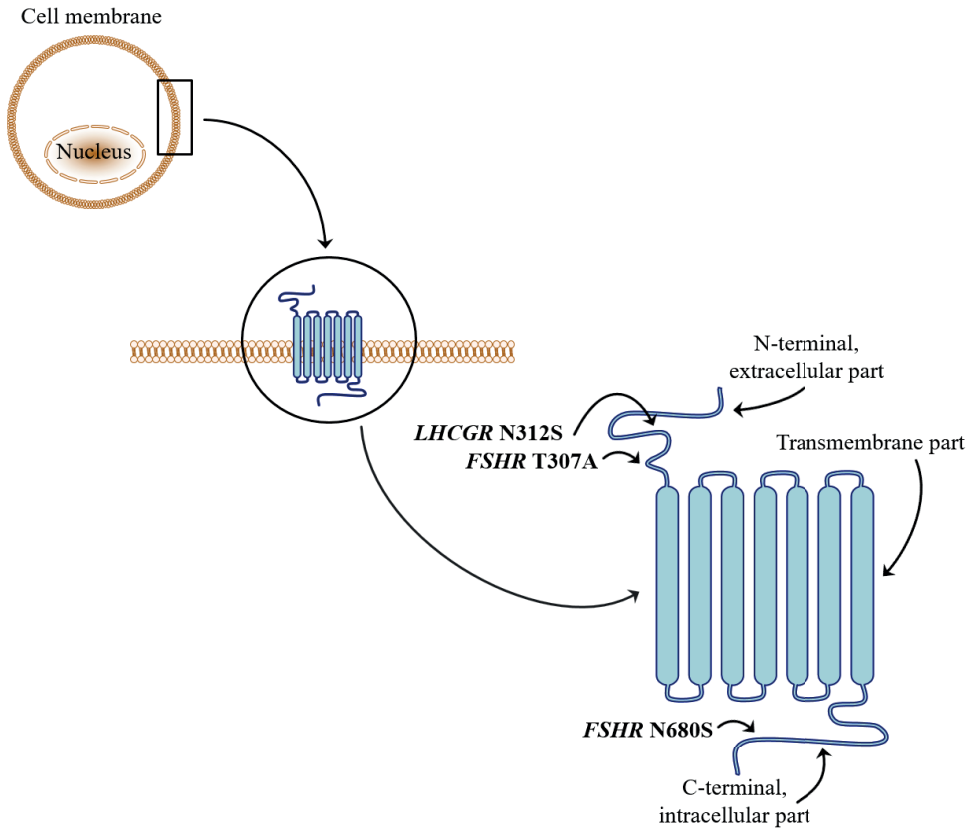 Cell membrane
Nucleus
N-terminal,
extracellular part
LHCGR N312S
FSHR T307A
Transmembrane part
FSHR N680S
C-terminal,
intracellular part